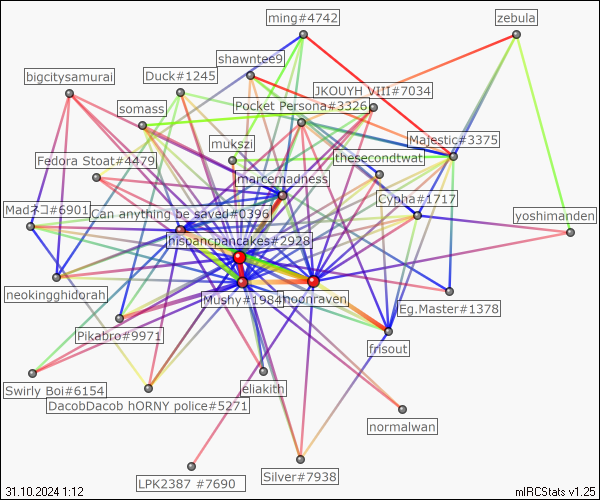 ming#4742
zebula
shawntee9
bigcitysamurai
Duck#1245
JKOUYH VIII#7034
Pocket Persona#3326
somass
Majestic#3375
mukszi
thesecondtwat
Fedora Stoat#4479
marcemadness
Cypha#1717
Madネコ#6901
Can anything be saved#0396
yoshimanden
hispancpancakes#2928
neokingghidorah
Mushy#1984
hoonraven
Eg.Master#1378
Pikabro#9971
frisout
Swirly Boi#6154
eliakith
DacobDacob hORNY police#5271
normalwan
LPK2387 #7690
Silver#7938
31.10.2024 1:12
mIRCStats v1.25